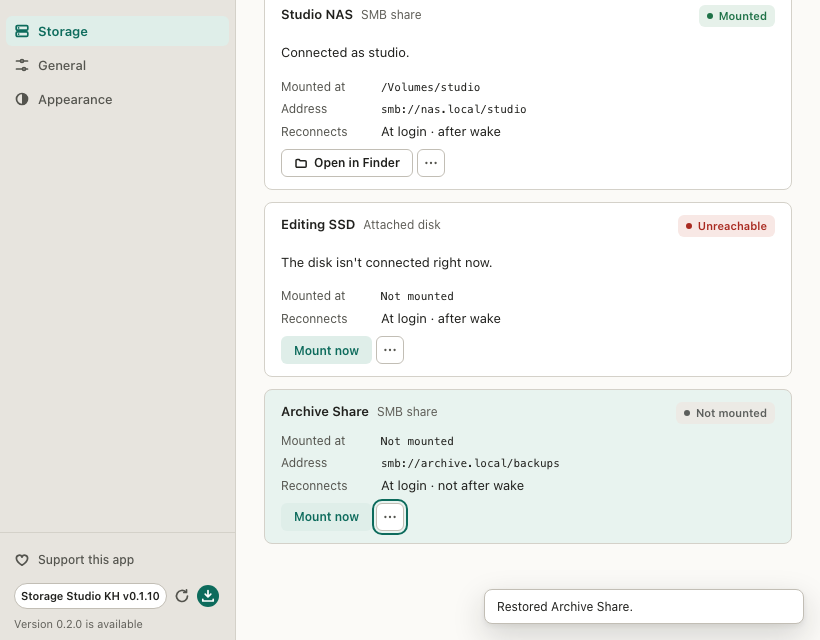 Storage
General
Appearance
Support this app
Storage Studio KH v0.1.10
Version 0.2.0 is available
Studio NAS SMB share
Mounted
Connected as studio.
Mounted at /Volumes/studio
Address smb://nas.local/studio
Reconnects At login · after wake
Open in Finder
Editing SSD Attached disk
Unreachable
The disk isn't connected right now.
Mounted at Not mounted
Reconnects At login · after wake
Mount now
Archive Share SMB share
Not mounted
Mounted at Not mounted
Address smb://archive.local/backups
Reconnects At login · not after wake
Mount now
Restored Archive Share.